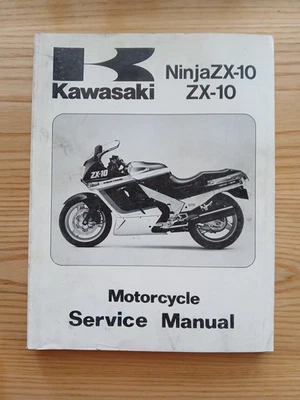 Kawasaki
NinjaZX-10
ZX-10
ZX-10
Motorcycle
Service Manual